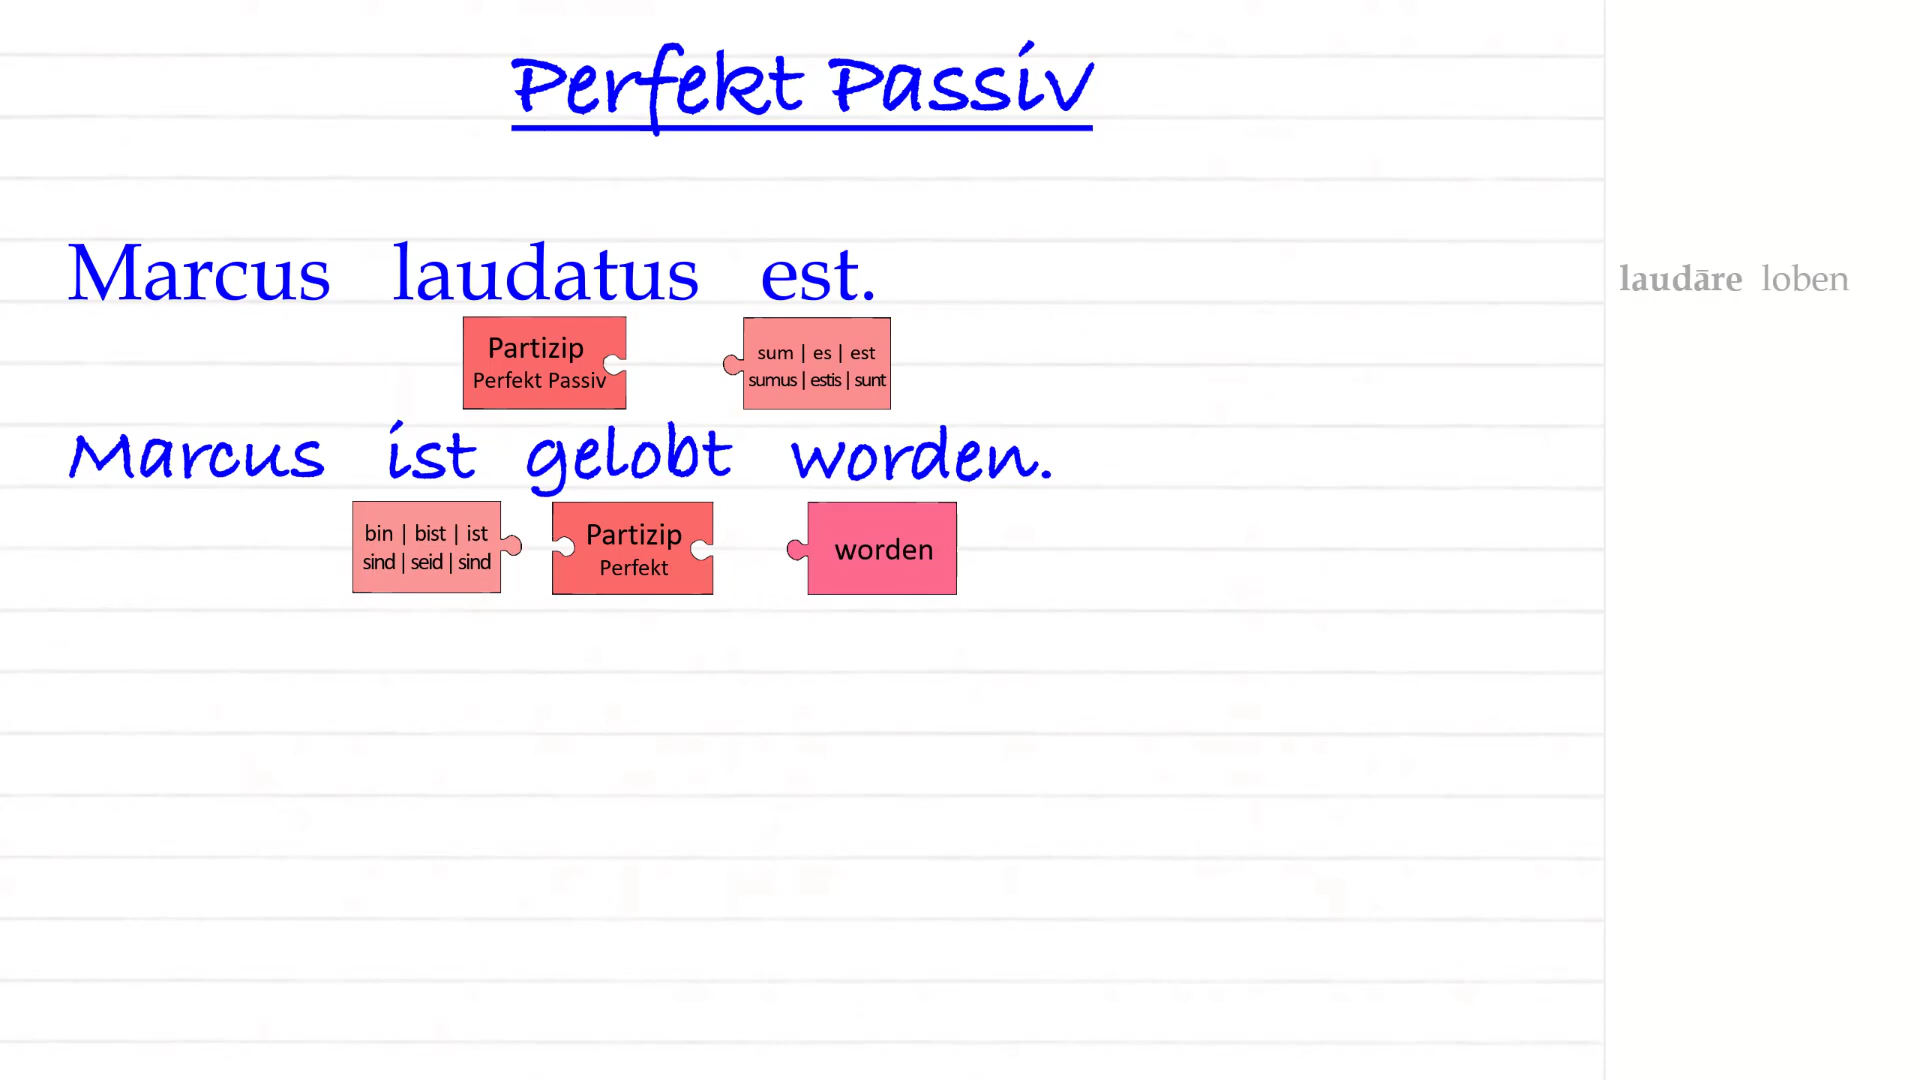 Perfekt Passiv
Marcus laudatus est.
laudāre loben
Partizip
Perfekt Passiv
sum | es | est
sumus | estis | sunt
Marcus ist gelobt worden.
bin | bist | ist
sind | seid | sind
Partizip
Perfekt
worden